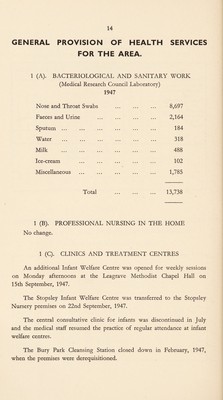 14
GENERAL PROVISION OF HEALTH SERVICES
FOR THE AREA.
1 (A). BACTERIOLOGICAL AND SANITARY WORK
(Medical Research Council Laboratory)
1947
Nose and Throat Swabs ... ... ... 8,697
Faeces and Urine ... ... ... ... 2,164
Sputum ... ... ... ... ... ... 184
Water ... ... ... ... ... ... 318
Milk ... ... ... ... ... ... 488
Ice-cream ... ... ... ... ... 102
Miscellaneous ... ... ... ... ... 1,785
Total ... ... ... 13,738
1 (B). PROFESSIONAL NURSING IN THE HOME
No change.
1 (C). CLINICS AND TREATMENT CENTRES
An additional Infant Welfare Centre was opened for weekly sessions
on Monday afternoons at the Leagrave Methodist Chapel Hall on
15th September, 1947.
The Stopsley Infant Welfare Centre was transferred to the Stopsley
Nursery premises on 22nd September, 1947.
The central consultative clinic for infants was discontinued in July
and the medical staff resumed the practice of regular attendance at infant
welfare centres.
The Bury Park Cleansing Station closed down in February, 1947,
when the premises were derequisitioned.